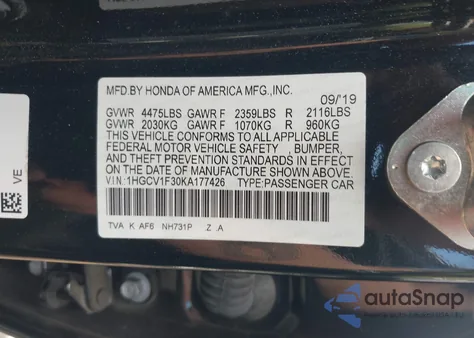 MFD.BY HONDA OF AMERICA MFG.,INC.
09/'19
GVWR 4475LBS GAWR F 2359LBS R 2116LBS
GVWR 2030KG GAWR F 1070KG R 960KG
THIS VEHICLE CONFORMS TO ALL APPLICABLE
FEDERAL MOTOR VEHICLE SAFETY , BUMPER,
AND THEFT PREVENTION STANDARDS IN EFFECT
ON THE DATE OF MANUFACTURE SHOWN ABOVE.
VIN:1HGCV1F30KA177426 TYPE:PASSENGER CAR
TVA K AF6 NH731P Z .A
VE
autoSnap